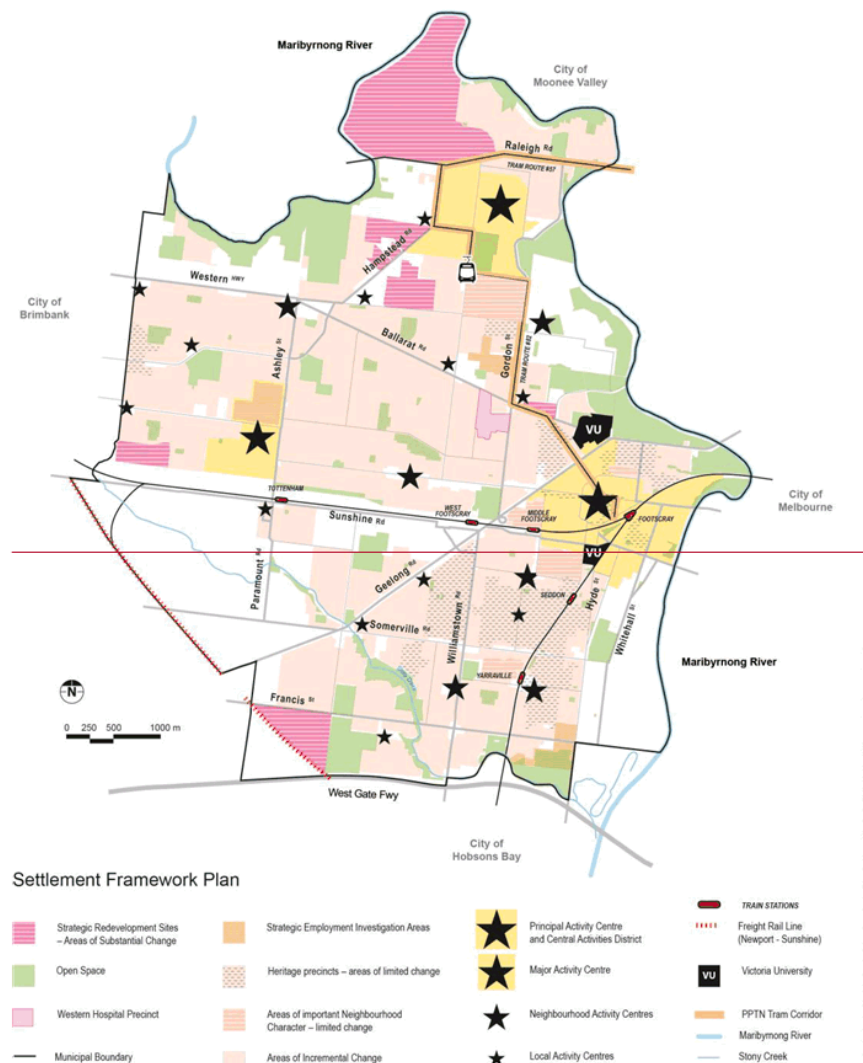 Maribyrnong River
City of
Moonee Valley
Raleigh Rd
TRAM ROUTE #57
Hampstead Rd
Western HWY
City of
Brimbank
Ashley St
Ballarat Rd
Gordon St
TRAM ROUTE #82
VU
TOTTENHAM
Sunshine Rd
WEST
FOOTSCRAY
MIDDLE
FOOTSCRAY
FOOTSCRAY
City of
Melbourne
VU
Paramount Rd
Geelong Rd
SEDDON
Hyde St
Whitehall St
Somerville Rd
Williamstown Rd
Maribyrnong River
YARRAVILLE
N
Francis St
0 250 500 1000 m
West Gate Fwy
City of
Hobsons Bay
Settlement Framework Plan
Strategic Redevelopment Sites
– Areas of Substantial Change
Open Space
Western Hospital Precinct
Municipal Boundary
Strategic Employment Investigation Areas
Heritage precincts – areas of limited change
Areas of important Neighbourhood
Character – limited change
Areas of Incremental Change
Principal Activity Centre
and Central Activities District
Major Activity Centre
Neighbourhood Activity Centres
Local Activity Centres
TRAIN STATIONS
Freight Rail Line
(Newport - Sunshine)
VU
Victoria University
PPTN Tram Corridor
Maribyrnong River
Stony Creek